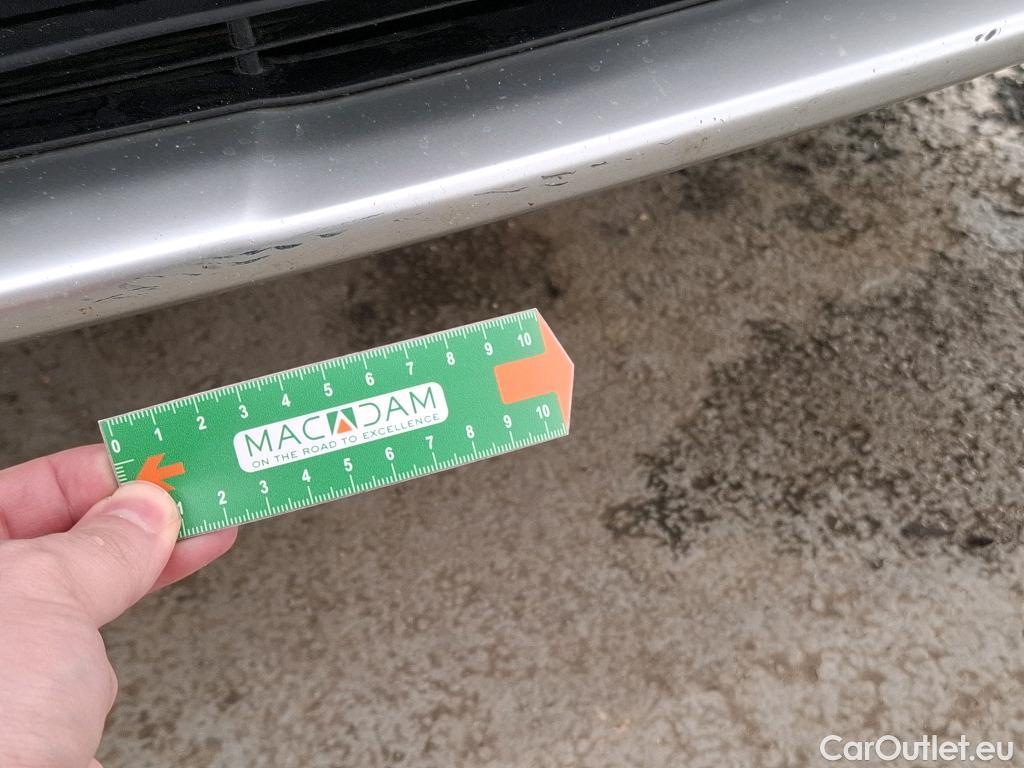 0 1 2 3 4 5 6 7 8 9 10
MACADAM
ON THE ROAD TO EXCELLENCE
2 3 4 5 6 7 8 9 10
CarOutlet.eu